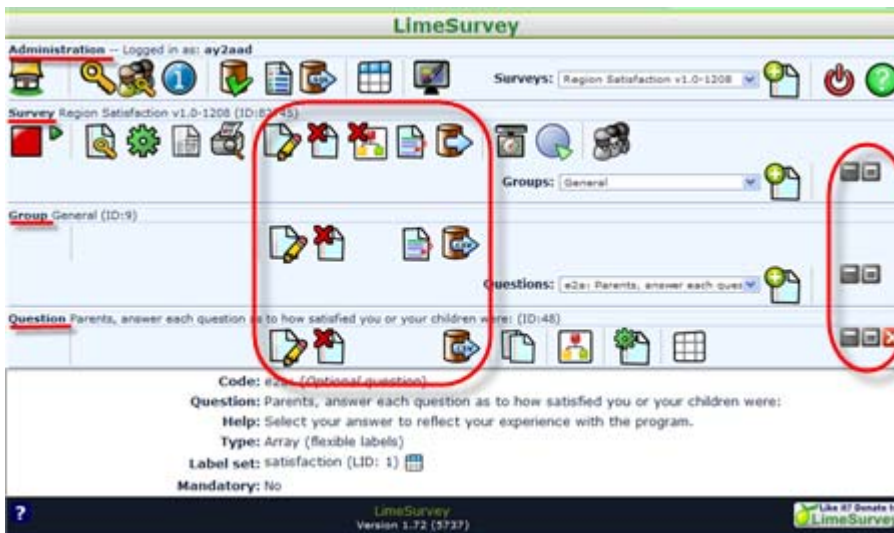 LimeSurvey
Administration -- Logged in as: ay2aad
Surveys: Region Satisfaction v1.0-1208
Survey Region Satisfaction v1.0-1208
Groups: General
Group General (ID:9)
Questions: e2a: Parents, answer each ques
Question Parents, answer each question as to how satisfied you or your children were: (ID:48)
Code: e2a: (Optional question)
Question: Parents, answer each question as to how satisfied you or your children were:
Help: Select your answer to reflect your experience with the program.
Type: Array (flexible labels)
Label set: satisfaction (LID: 1)
Mandatory: No
?
LimeSurvey
Version 1.72 (5737)
Like it? Donate t
LimeSurve